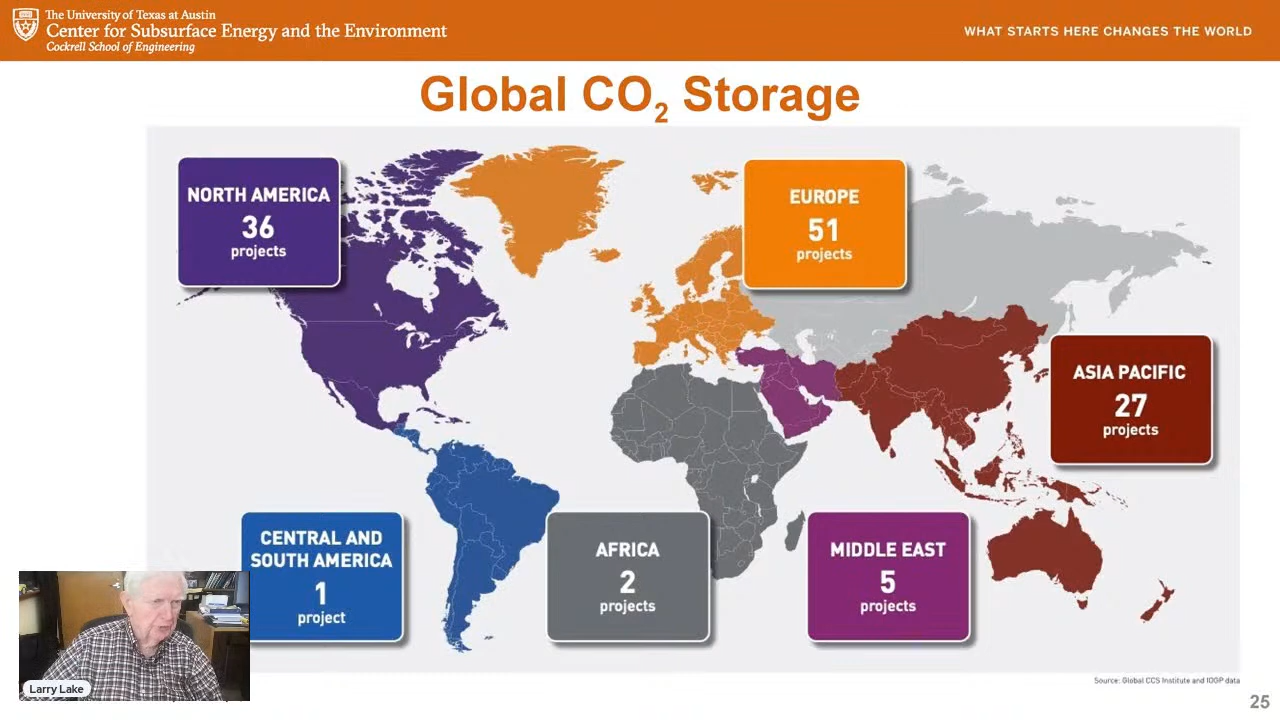 The University of Texas at Austin
Center for Subsurface Energy and the Environment
Cockrell School of Engineering
WHAT STARTS HERE CHANGES THE WORLD
Global CO₂ Storage
NORTH AMERICA
36
projects
EUROPE
51
projects
ASIA PACIFIC
27
projects
CENTRAL AND
SOUTH AMERICA
1
project
AFRICA
2
projects
MIDDLE EAST
5
projects
Larry Lake
Source: Global CCS Institute and IOGP data
25